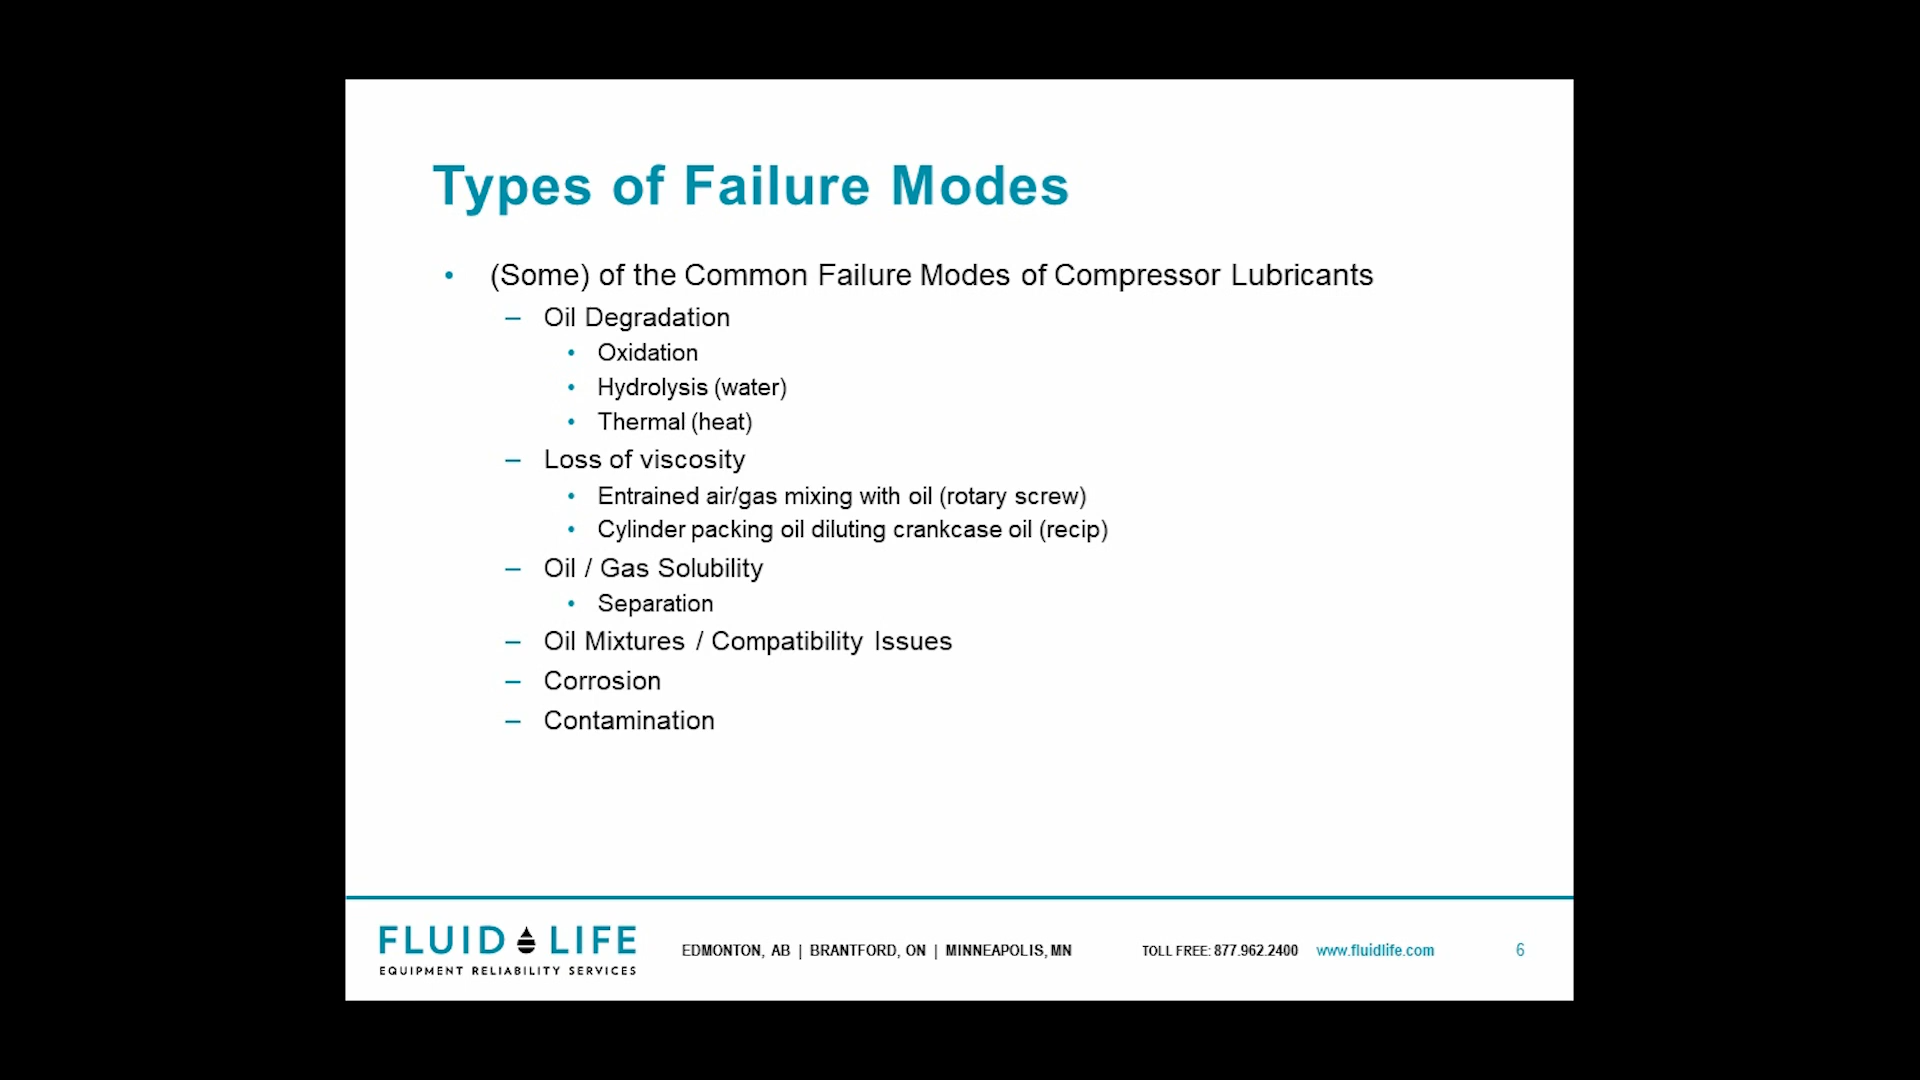 Types of Failure Modes
• (Some) of the Common Failure Modes of Compressor Lubricants
– Oil Degradation
• Oxidation
• Hydrolysis (water)
• Thermal (heat)
– Loss of viscosity
• Entrained air/gas mixing with oil (rotary screw)
• Cylinder packing oil diluting crankcase oil (recip)
– Oil / Gas Solubility
• Separation
– Oil Mixtures / Compatibility Issues
– Corrosion
– Contamination
FLUID LIFE
EQUIPMENT RELIABILITY SERVICES
EDMONTON, AB | BRANTFORD, ON | MINNEAPOLIS, MN
TOLL FREE: 877.962.2400 www.fluidlife.com
6